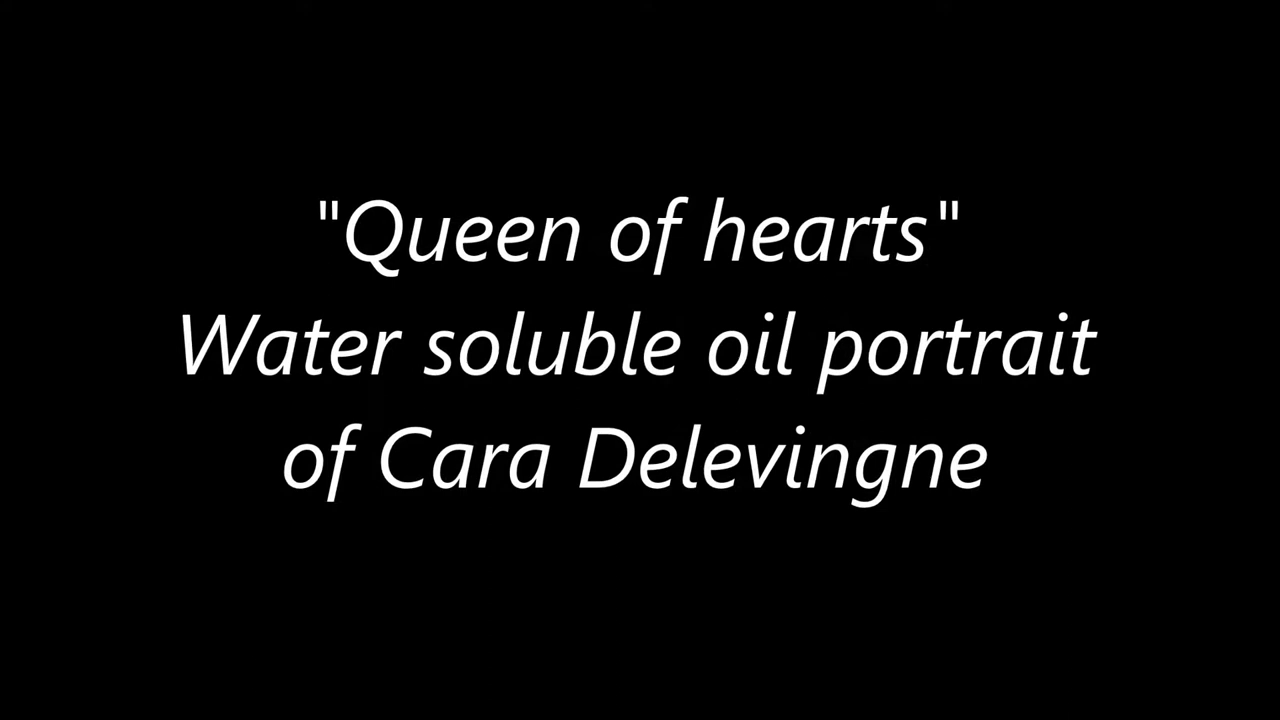 "Queen of hearts"
Water soluble oil portrait
of Cara Delevingne